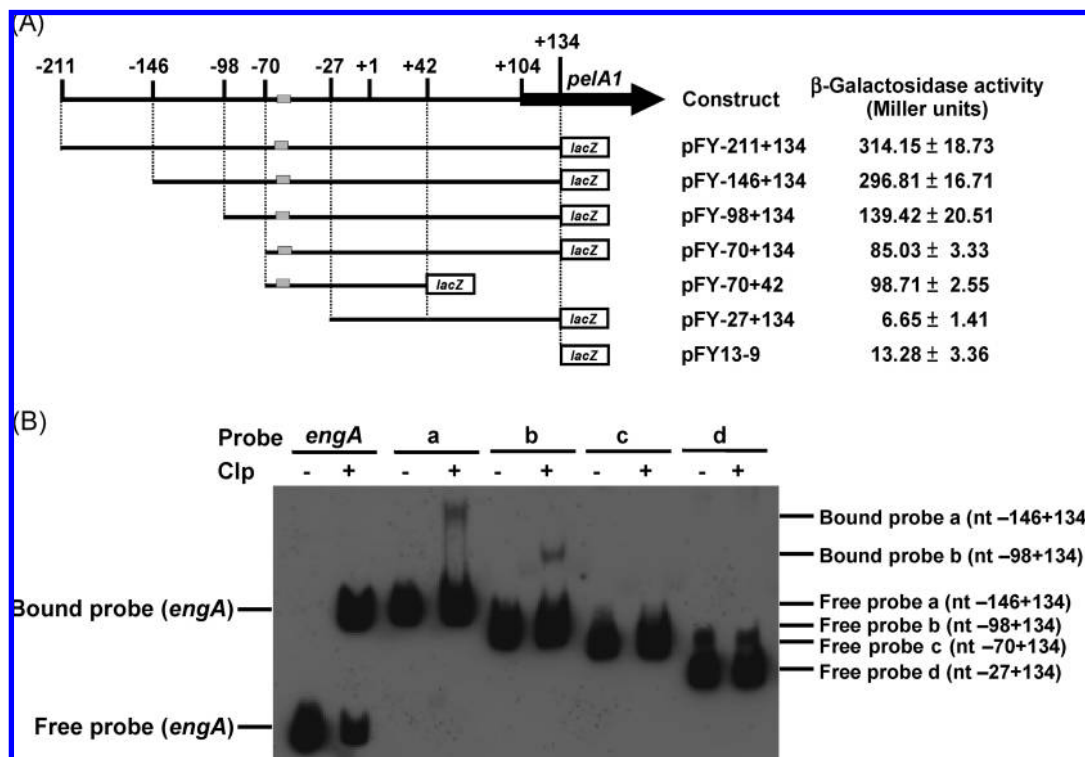 (A)
+134
-211 -146 -98 -70 -27 +1 +42 +104 pelA1
Construct
β-Galactosidase activity
(Miller units)
lacZ pFY-211+134 314.15 ± 18.73
lacZ pFY-146+134 296.81 ± 16.71
lacZ pFY-98+134 139.42 ± 20.51
lacZ pFY-70+134 85.03 ± 3.33
lacZ pFY-70+42 98.71 ± 2.55
lacZ pFY-27+134 6.65 ± 1.41
lacZ pFY13-9 13.28 ± 3.36
(B)
Probe engA a b c d
Clp - + - + - + - + - +
Bound probe a (nt –146+134
Bound probe b (nt –98+134)
Bound probe (engA)
Free probe a (nt –146+134)
Free probe b (nt –98+134)
Free probe c (nt –70+134)
Free probe d (nt –27+134)
Free probe (engA)